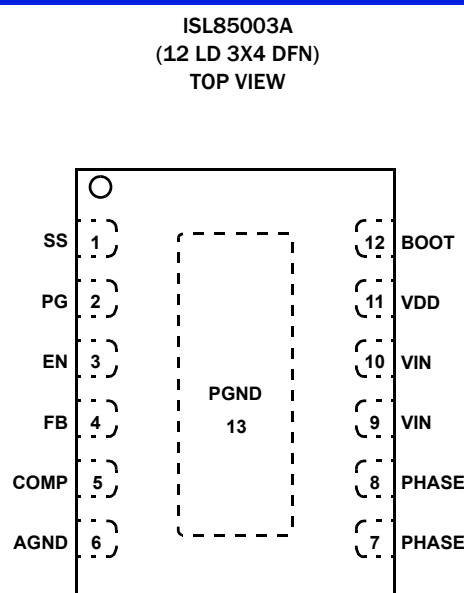 ISL85003A
(12 LD 3X4 DFN)
TOP VIEW
SS 1
12 BOOT
PG 2
11 VDD
EN 3
10 VIN
PGND
13
FB 4
9 VIN
COMP 5
8 PHASE
AGND 6
7 PHASE